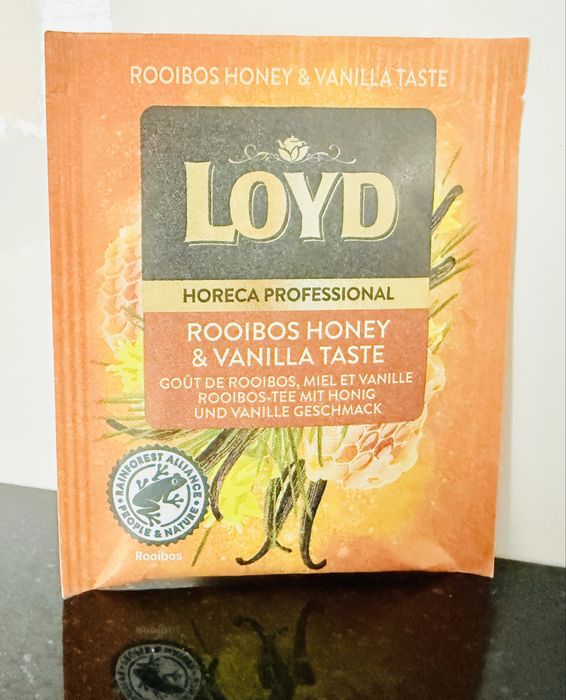 ROOIBOS HONEY & VANILLA TASTE
LOYD
HORECA PROFESSIONAL
ROOIBOS HONEY
& VANILLA TASTE
GOÛT DE ROOIBOS, MIEL ET VANILLE
ROOIBOS-TEE MIT HONIG
UND VANILLE GESCHMACK
RAINFOREST ALLIANCE
PEOPLE & NATURE
Rooibos